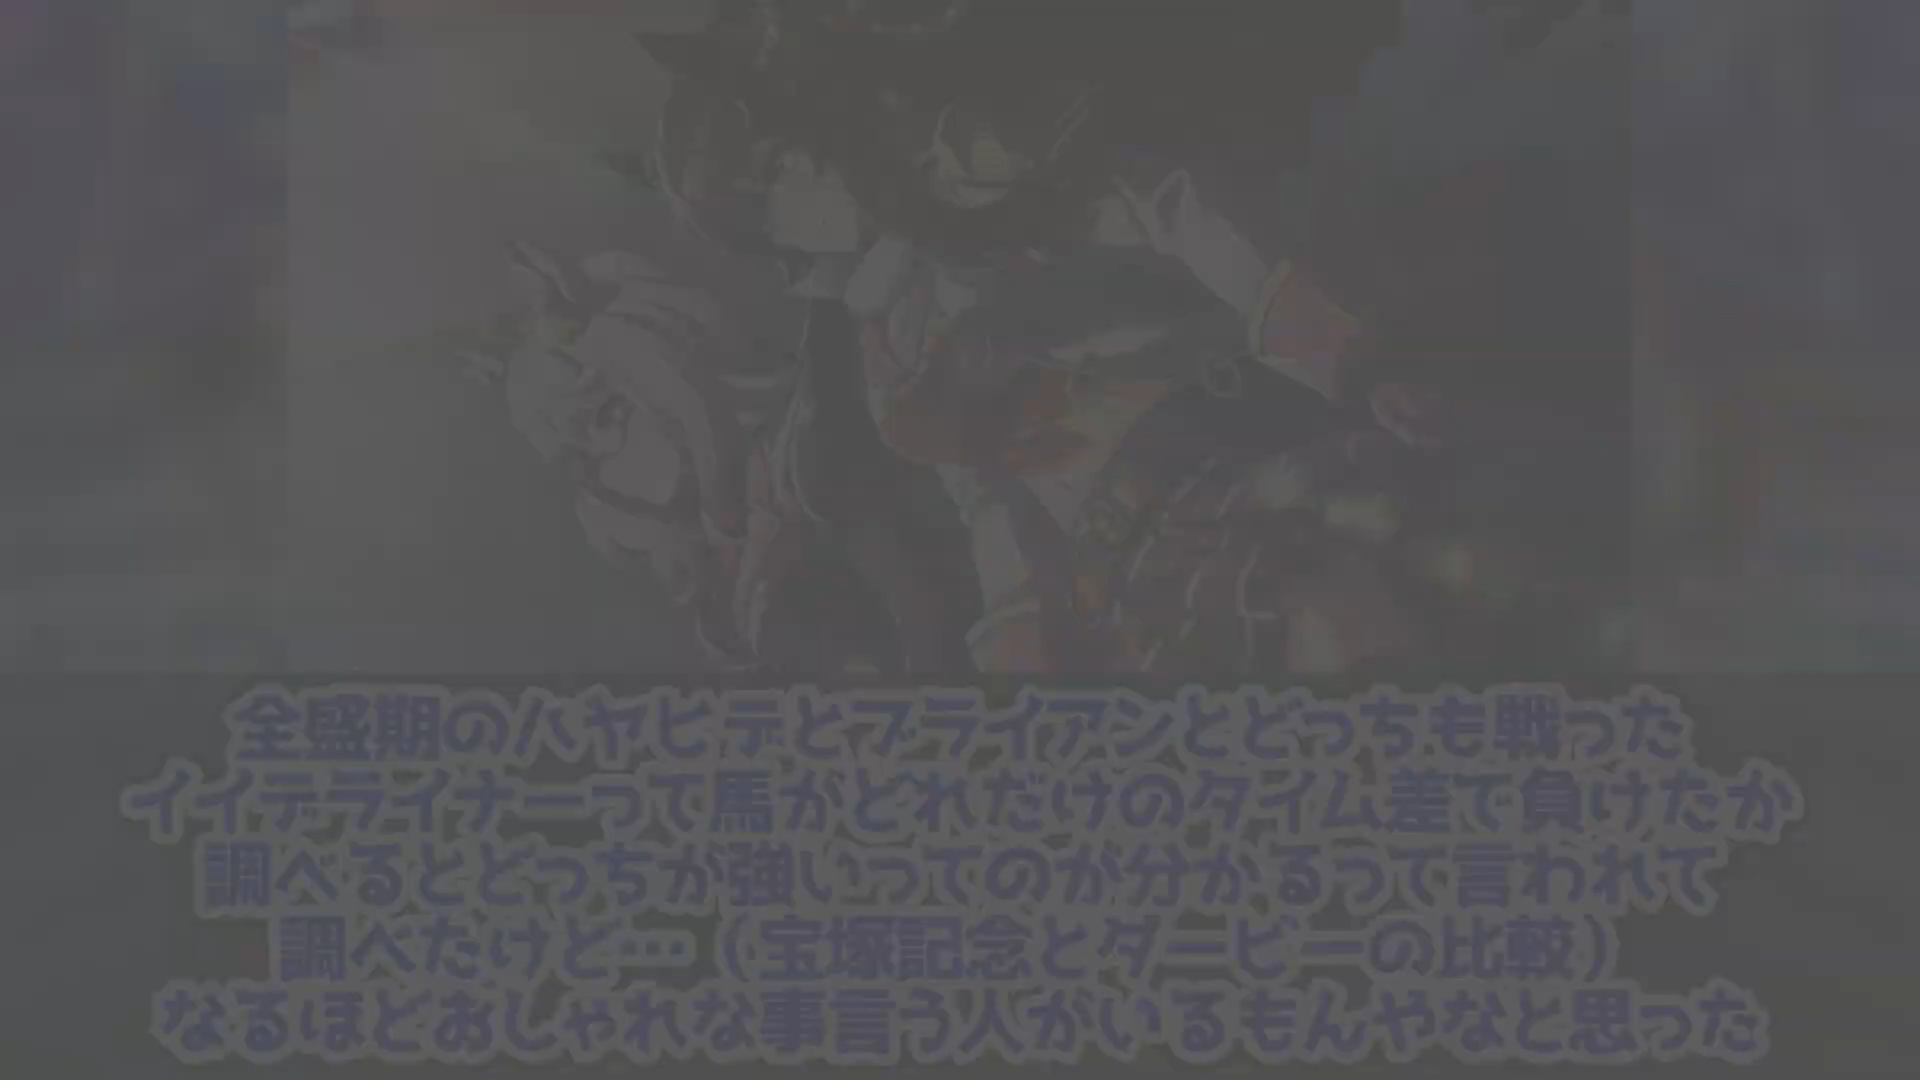 全盛期のハヤヒデとブライアンとどっちも戦った
イイデライナーって馬がどれだけのタイム差で負けたか
調べるとどっちが強いってのが分かるって言われて
調べたけど…（宝塚記念とダービーの比較）
なるほどおしゃれな事言う人がいるもんやなと思った